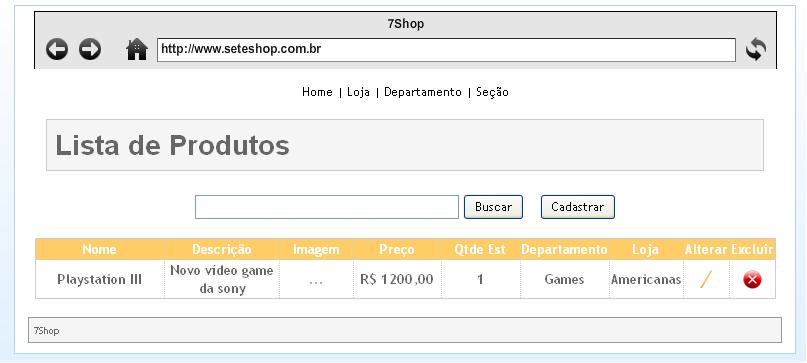 7Shop
http://www.seteshop.com.br
Home | Loja | Departamento | Seção
Lista de Produtos
Buscar Cadastrar
Nome Descrição Imagem Preço Qtde Est Departamento Loja Alterar Excluir
Playstation III Novo vídeo game da sony ... R$ 1200,00 1 Games Americanas
7Shop